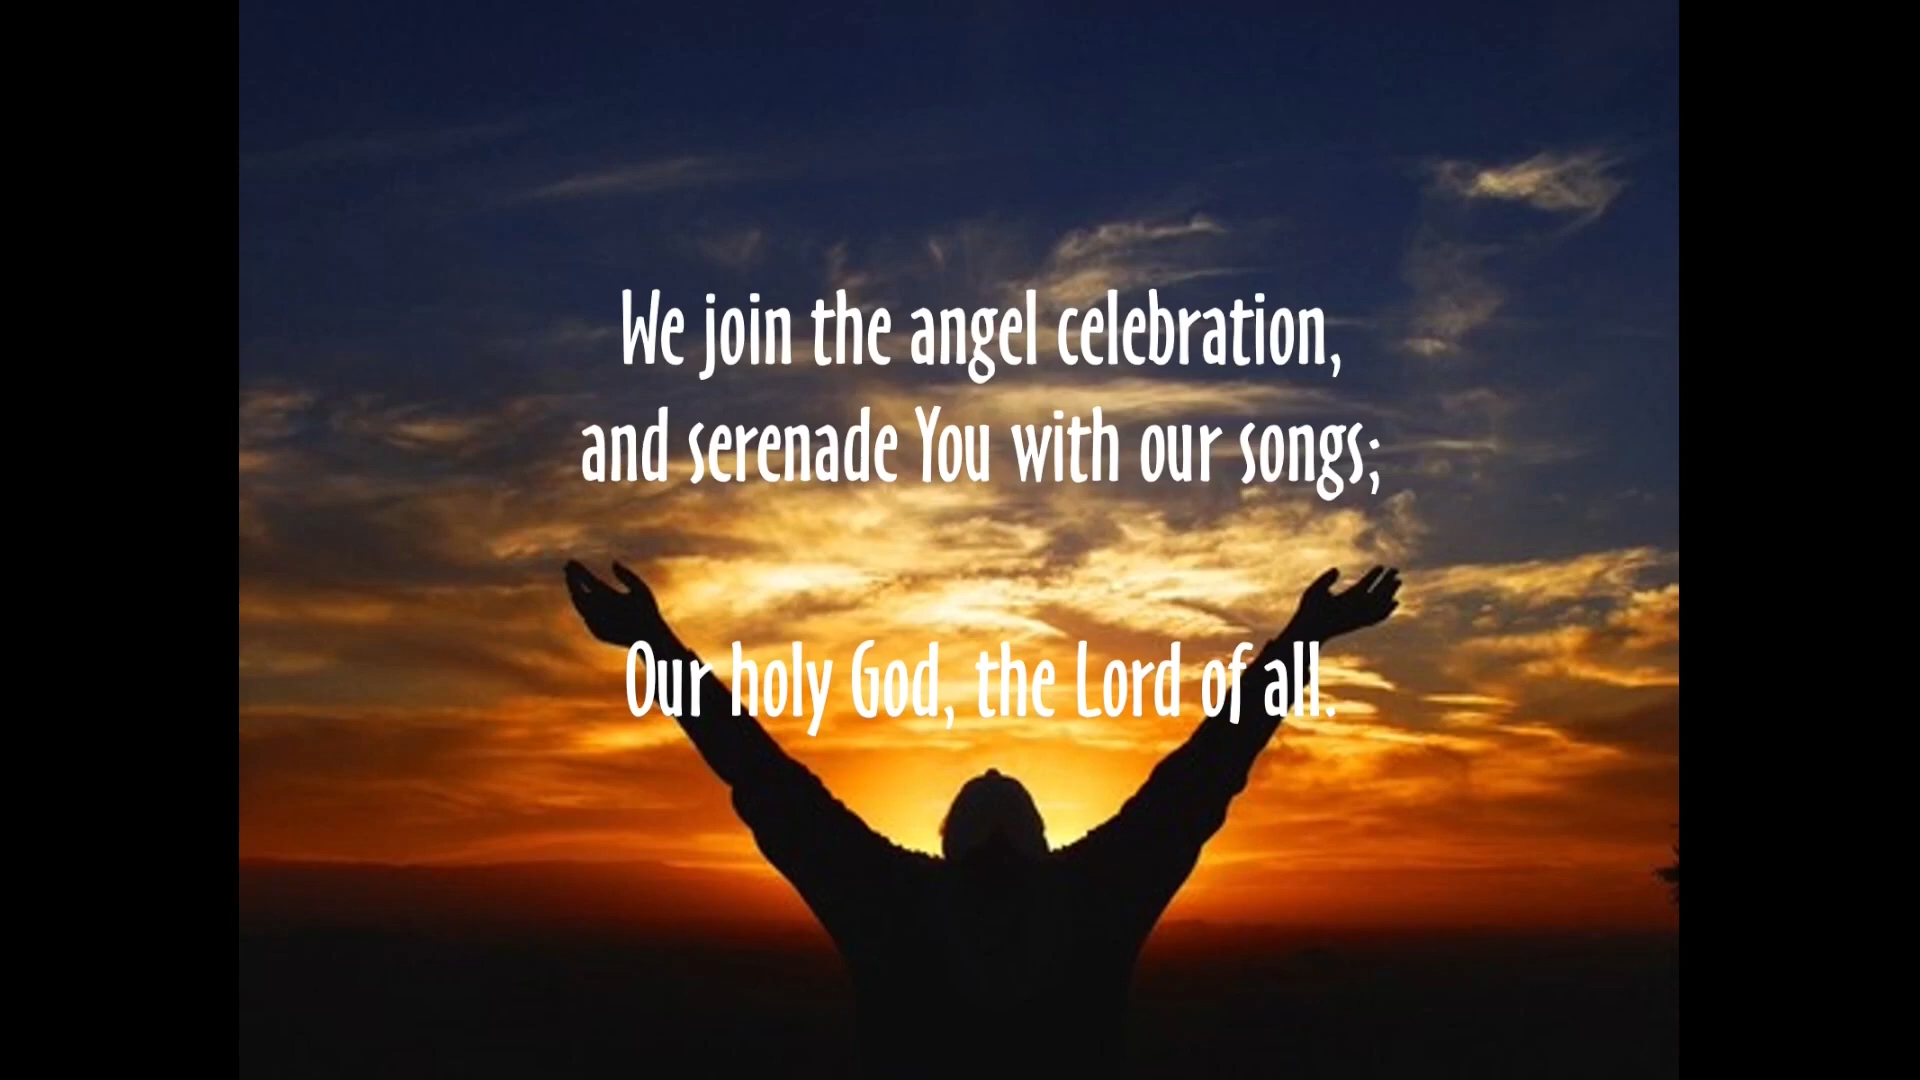 We join the angel celebration,
and serenade You with our songs;
Our holy God, the Lord of all.